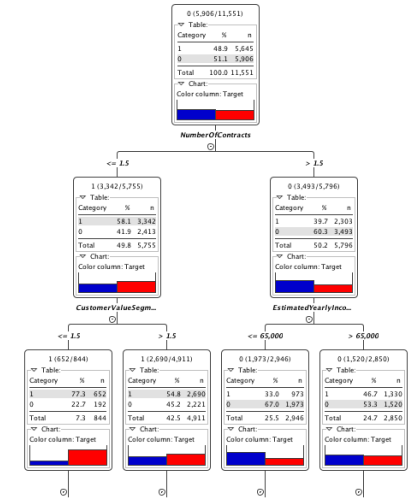 0 (5,906/11,551)
Table:
Category % n
1 48.9 5,645
0 51.1 5,906
Total 100.0 11,551
Chart:
Color column: Target
NumberOfContracts
<= 1.5 > 1.5
1 (3,342/5,755) 0 (3,493/5,796)
Table: Table:
Category % n Category % n
1 58.1 3,342 1 39.7 2,303
0 41.9 2,413 0 60.3 3,493
Total 49.8 5,755 Total 50.2 5,796
Chart: Chart:
Color column: Target Color column: Target
CustomerValueSegm... EstimatedYearlyInco...
<= 1.5 > 1.5 <= 65,000 > 65,000
1 (652/844) 1 (2,690/4,911) 0 (1,973/2,946) 0 (1,520/2,850)
Table: Table: Table: Table:
Category % n Category % n Category % n Category % n
1 77.3 652 1 54.8 2,690 1 33.0 973 1 46.7 1,330
0 22.7 192 0 45.2 2,221 0 67.0 1,973 0 53.3 1,520
Total 7.3 844 Total 42.5 4,911 Total 25.5 2,946 Total 24.7 2,850
Chart: Chart: Chart: Chart:
Color column: Target Color column: Target Color column: Target Color column: Target